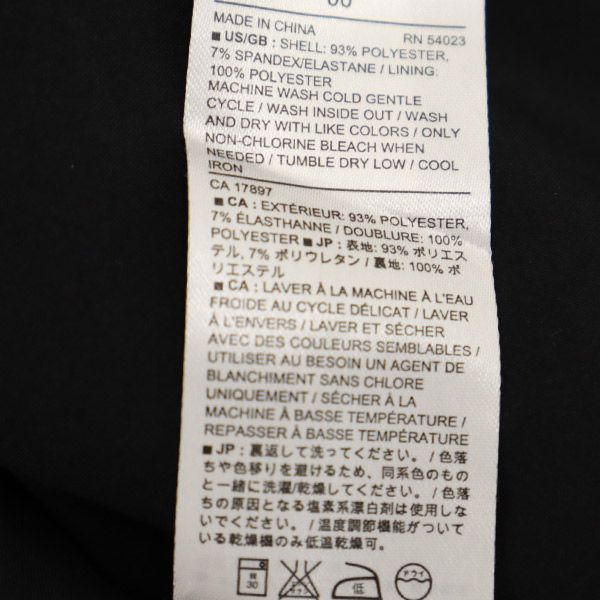 00
MADE IN CHINA RN 54023
■ US/GB : SHELL: 93% POLYESTER,
7% SPANDEX/ELASTANE / LINING:
100% POLYESTER
MACHINE WASH COLD GENTLE
CYCLE / WASH INSIDE OUT / WASH
AND DRY WITH LIKE COLORS / ONLY
NON-CHLORINE BLEACH WHEN
NEEDED / TUMBLE DRY LOW / COOL
IRON
CA 17897
■ CA : EXTÉRIEUR: 93% POLYESTER,
7% ÉLASTHANNE / DOUBLURE: 100%
POLYESTER ■ JP : 表地: 93% ポリエス
テル, 7% ポリウレタン / 裏地: 100% ポ
リエステル
■ CA : LAVER À LA MACHINE À L'EAU
FROIDE AU CYCLE DÉLICAT / LAVER
À L'ENVERS / LAVER ET SÉCHER
AVEC DES COULEURS SEMBLABLES /
UTILISER AU BESOIN UN AGENT DE
BLANCHIMENT SANS CHLORE
UNIQUEMENT / SÉCHER À LA
MACHINE À BASSE TEMPÉRATURE /
REPASSER À BASSE TEMPÉRATURE
■ JP : 裏返して洗ってください。 / 色落
ちや色移りを避けるため、同系色のもの
と一緒に洗濯/乾燥してください。 / 色落
ちの原因となる塩素系漂白剤は使用しな
いでください。 / 温度調節機能がついて
いる乾燥機のみ低温乾燥可。
30 低 ドライ